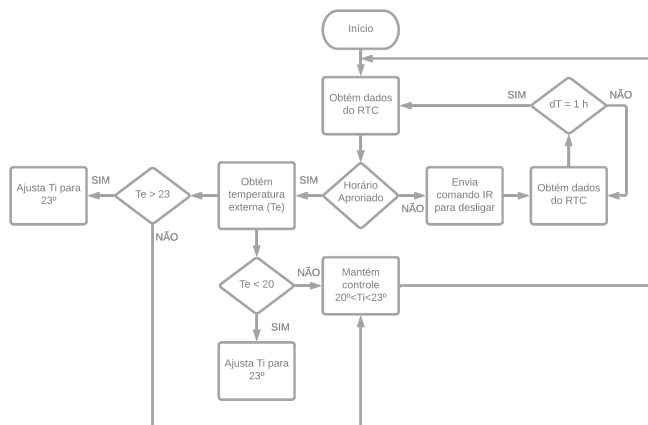 Início
Obtém dados
do RTC
SIM
dT = 1 h
NÃO
Ajusta Ti para
23º
SIM
Te > 23
NÃO
Obtém
temperatura
externa (Te)
SIM
Horário
Aproriado
NÃO
Envia
comando IR
para desligar
Obtém dados
do RTC
Te < 20
NÃO
Mantém
controle
20º<Ti<23º
SIM
Ajusta Ti para
23º